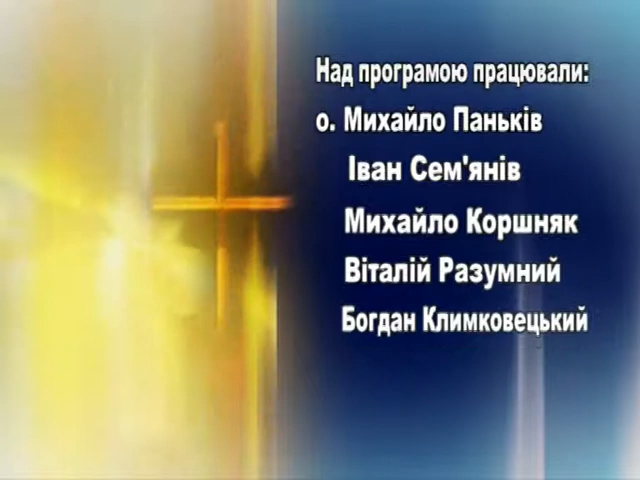 Над програмою працювали:
о. Михайло Паньків
Іван Сем'янів
Михайло Коршняк
Віталій Разумний
Богдан Климковецький